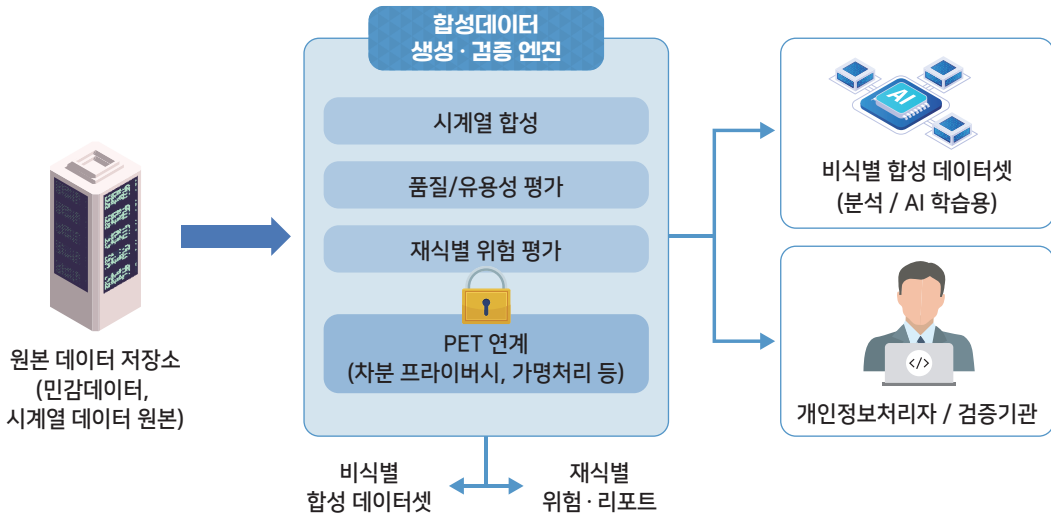 합성데이터
생성 · 검증 엔진
시계열 합성
품질/유용성 평가
재식별 위험 평가
PET 연계
(차분 프라이버시, 가명처리 등)
원본 데이터 저장소
(민감데이터,
시계열 데이터 원본)
비식별
합성 데이터셋
재식별
위험 · 리포트
AI
비식별 합성 데이터셋
(분석 / AI 학습용)
</>
개인정보처리자 / 검증기관